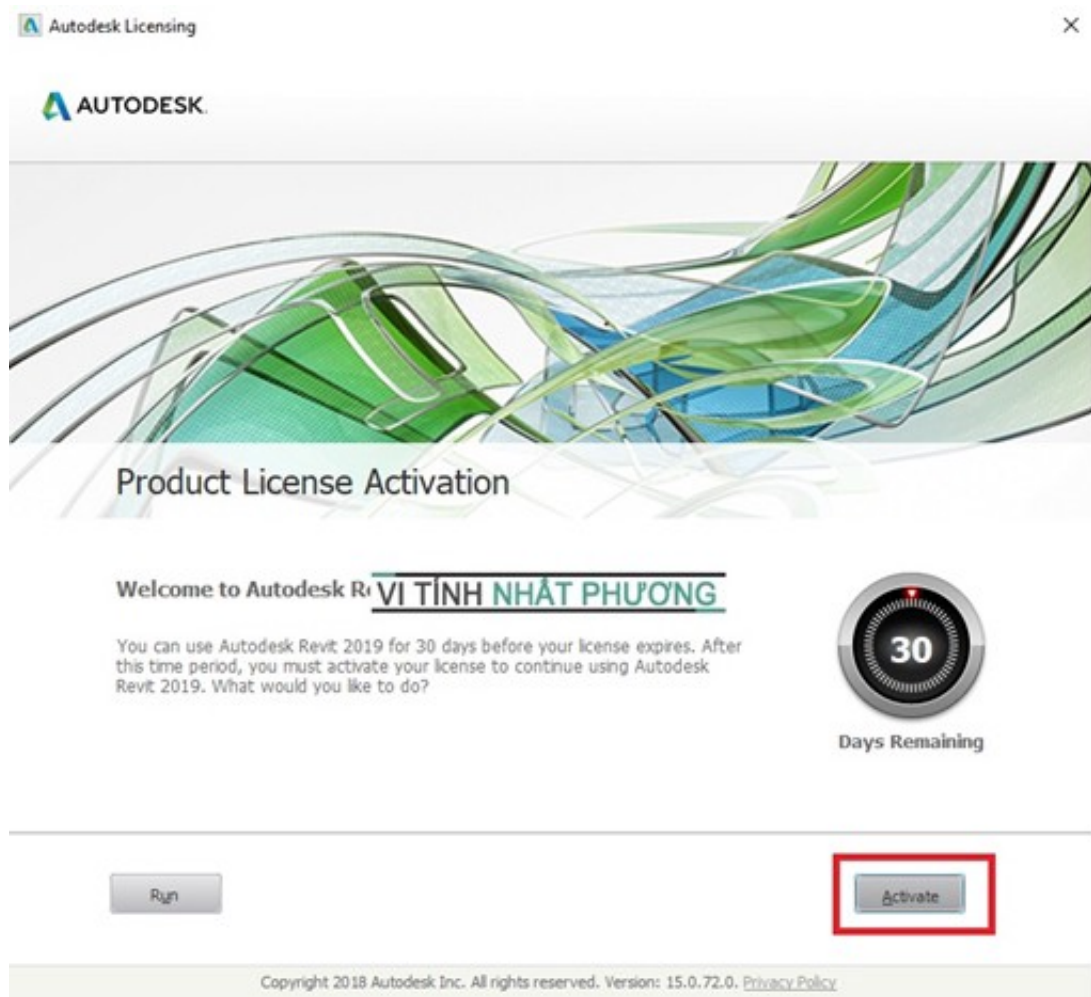 Autodesk Licensing
AUTODESK.
Product License Activation
Welcome to Autodesk
VI TÍNH NHẬT PHƯƠNG
You can use Autodesk Revit 2019 for 30 days before your license expires. After
this time period, you must activate your license to continue using Autodesk
Revit 2019. What would you like to do?
30
Days Remaining
Run
Activate
Copyright 2018 Autodesk Inc. All rights reserved. Version: 15.0.72.0. Privacy Policy